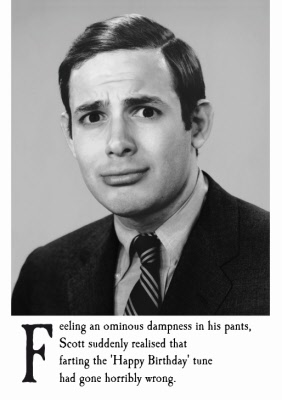 Feeling an ominous dampness in his pants,
Scott suddenly realised that
farting the 'Happy Birthday' tune
had gone horribly wrong.